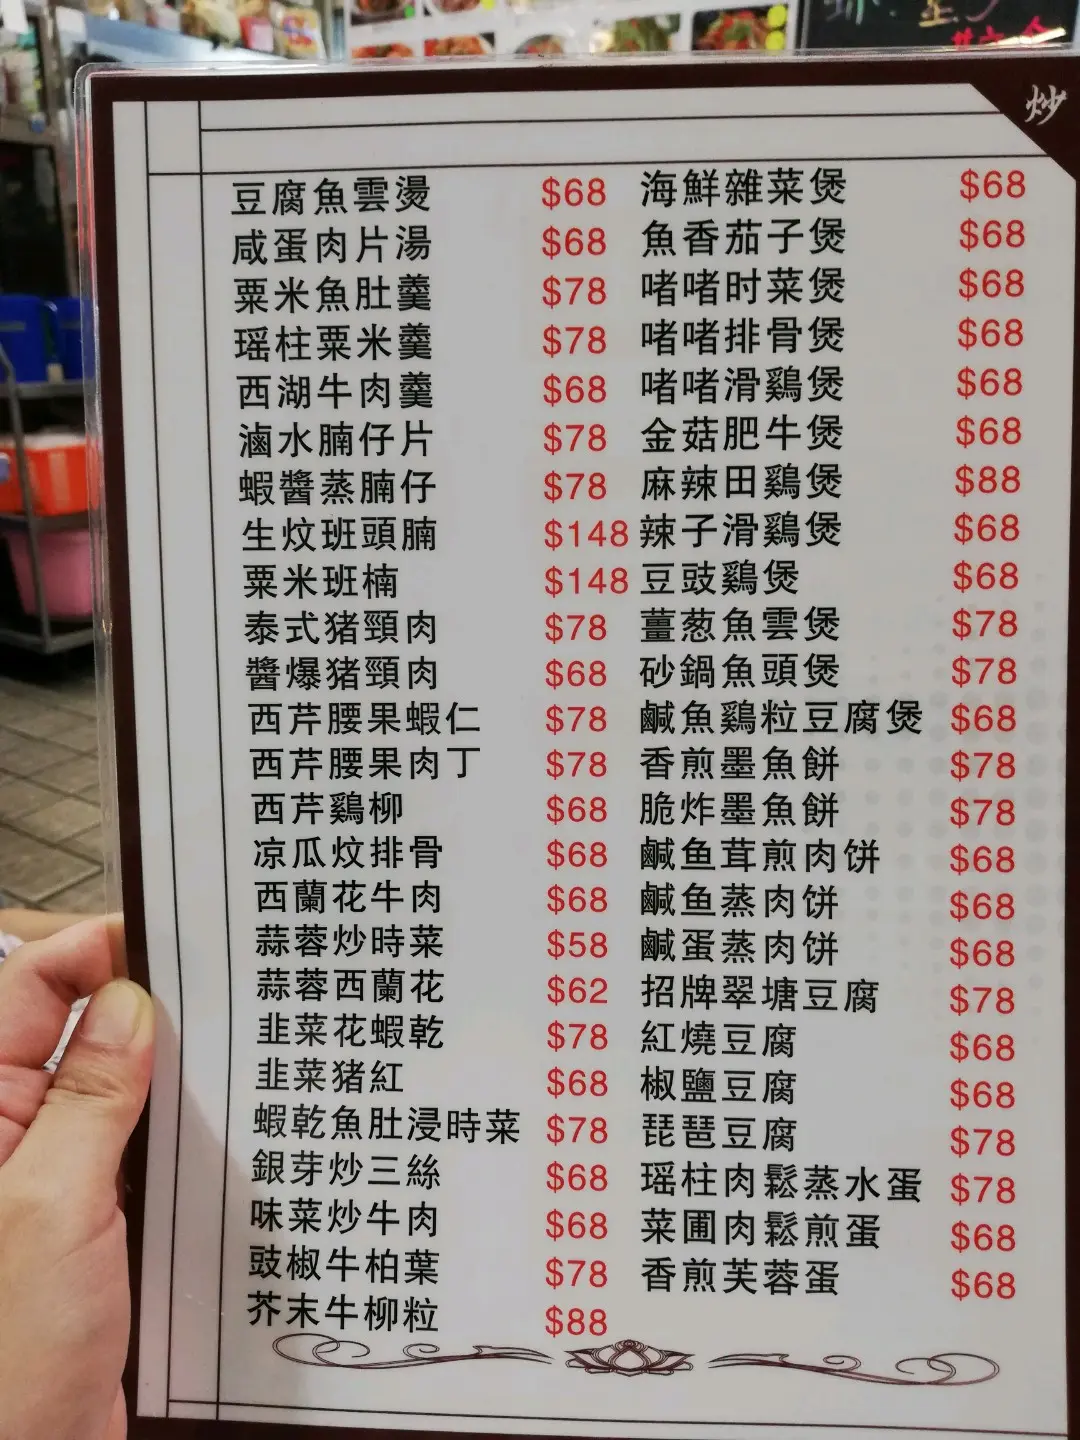 炒
豆腐魚雲燙 $68
咸蛋肉片湯 $68
粟米魚肚羹 $78
瑶柱粟米羹 $78
西湖牛肉羹 $68
滷水腩仔片 $78
蝦醬蒸腩仔 $78
生炆班頭腩 $148
粟米班楠 $148
泰式猪頸肉 $78
醬爆猪頸肉 $68
西芹腰果蝦仁 $78
西芹腰果肉丁 $78
西芹鷄柳 $68
凉瓜炆排骨 $68
西蘭花牛肉 $68
蒜蓉炒時菜 $58
蒜蓉西蘭花 $62
韭菜花蝦乾 $78
韭菜猪紅 $68
蝦乾魚肚浸時菜 $78
銀芽炒三絲 $68
味菜炒牛肉 $68
豉椒牛柏葉 $78
芥末牛柳粒 $88
海鮮雜菜煲 $68
魚香茄子煲 $68
啫啫时菜煲 $68
啫啫排骨煲 $68
啫啫滑鷄煲 $68
金菇肥牛煲 $68
麻辣田鷄煲 $88
辣子滑鷄煲 $68
豆豉鷄煲 $68
薑葱魚雲煲 $78
砂鍋魚頭煲 $78
鹹魚鷄粒豆腐煲 $68
香煎墨魚餅 $78
脆炸墨魚餅 $78
鹹鱼茸煎肉饼 $68
鹹鱼蒸肉饼 $68
鹹蛋蒸肉饼 $68
招牌翠塘豆腐 $78
紅燒豆腐 $68
椒鹽豆腐 $68
琵琶豆腐 $78
瑶柱肉鬆蒸水蛋 $78
菜圃肉鬆煎蛋 $68
香煎芙蓉蛋 $68